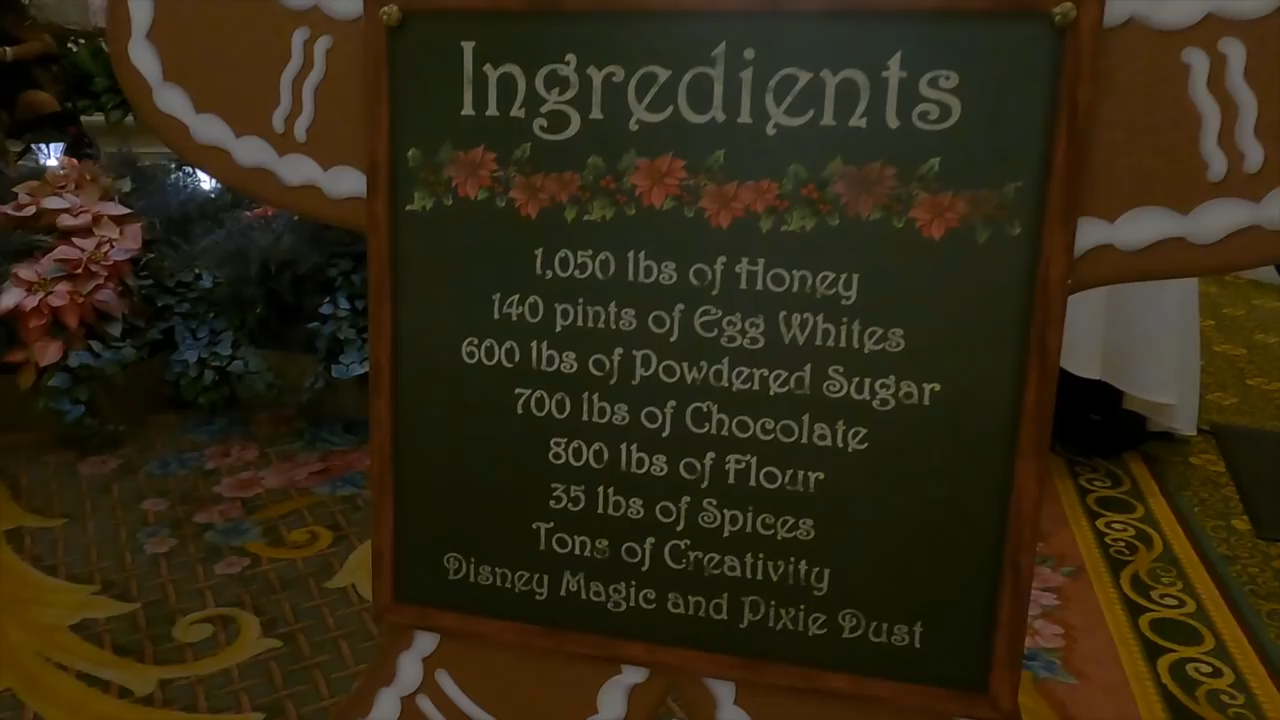 Ingredients
1,050 lbs of Honey
140 pints of Egg Whites
600 lbs of Powdered Sugar
700 lbs of Chocolate
800 lbs of Flour
35 lbs of Spices
Tons of Creativity
Disney Magic and Pixie Dust